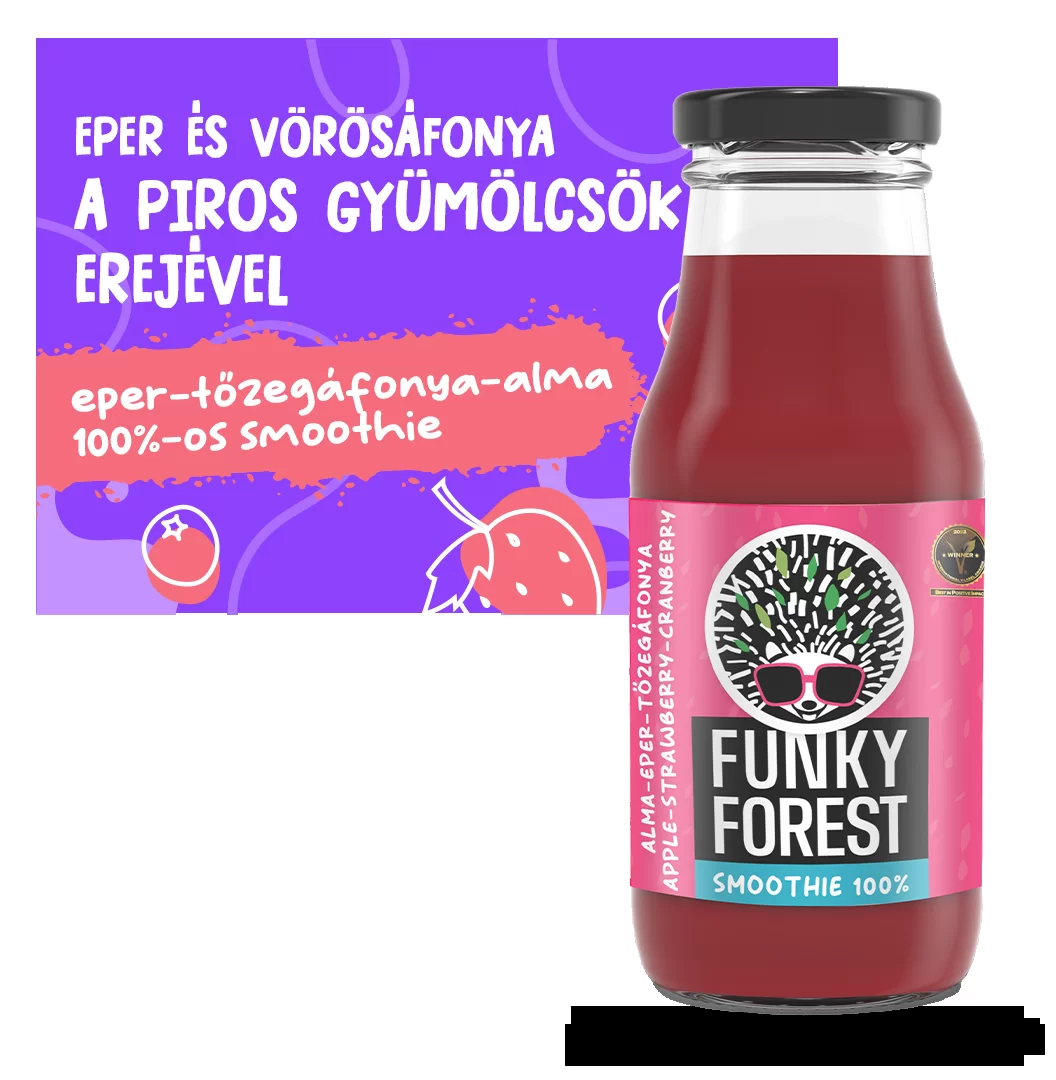 EPER ÉS VÖRÖSÁFONYA
A PIROS GYÜMÖLCSÖK
EREJÉVEL
eper-tőzegáfonya-alma
100%-os smoothie
ALMA-EPER-TŐZEGÁFONYA
APPLE-STRAWBERRY-CRANBERRY
WINNER
FUNKY
FOREST
SMOOTHIE 100%